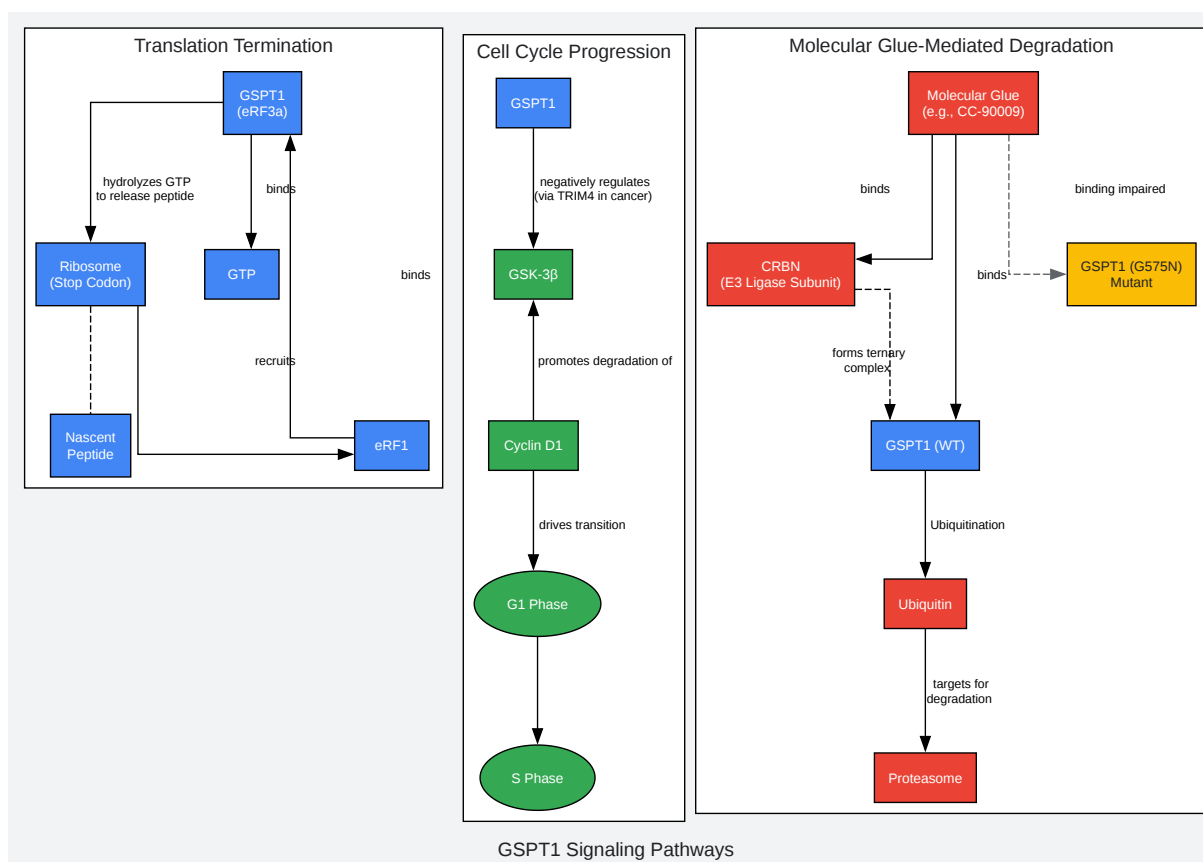 Translation Termination
GSPT1
(eRF3a)
hydrolyzes GTP
to release peptide
binds
Ribosome
(Stop Codon)
GTP
binds
recruits
Nascent
Peptide
eRF1
Cell Cycle Progression
GSPT1
negatively regulates
(via TRIM4 in cancer)
GSK-3β
promotes degradation of
Cyclin D1
drives transition
G1 Phase
S Phase
Molecular Glue-Mediated Degradation
Molecular Glue
(e.g., CC-90009)
binds
binding impaired
CRBN
(E3 Ligase Subunit)
binds
GSPT1 (G575N)
Mutant
forms ternary
complex
GSPT1 (WT)
Ubiquitination
Ubiquitin
targets for
degradation
Proteasome
GSPT1 Signaling Pathways